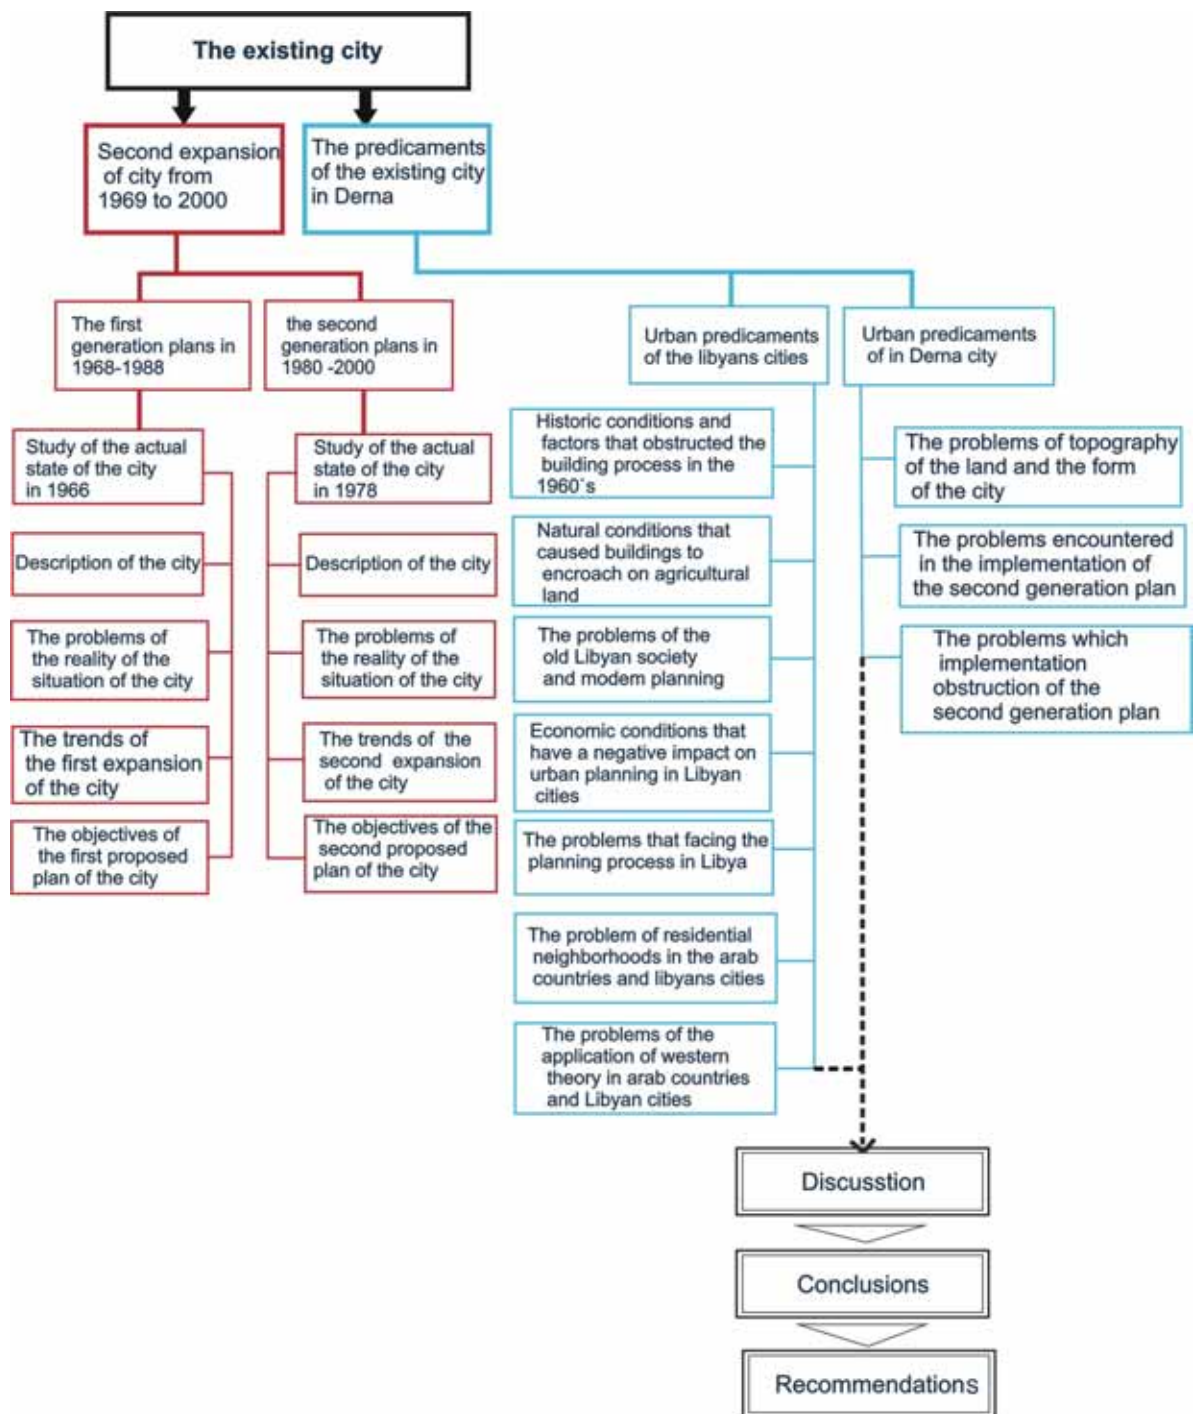 The existing city
Second expansion
of city from
1969 to 2000
The predicaments
of the existing city
in Derna
The first
generation plans in
1968-1988
the second
generation plans in
1980 -2000
Urban predicaments
of the libyans cities
Urban predicaments
of in Derna city
Study of the actual
state of the city
in 1966
Description of the city
The problems of
the reality of the
situation of the city
The trends of
the first expansion
of the city
The objectives of
the first proposed
plan of the city
Study of the actual
state of the city
in 1978
Description of the city
The problems of
the reality of the
situation of the city
The trends of the
second expansion
of the city
The objectives of the
second proposed
plan of the city
Historic conditions and
factors that obstructed the
building process in the
1960´s
Natural conditions that
caused buildings to
encroach on agricultural
land
The problems of the
old Libyan society
and modern planning
Economic conditions that
have a negative impact on
urban planning in Libyan
cities
The problems that facing the
planning process in Libya
The problem of residential
neighborhoods in the arab
countries and libyans cities
The problems of the
application of western
theory in arab countries
and Libyan cities
The problems of topography
of the land and the form
of the city
The problems encountered
in the implementation of
the second generation plan
The problems which
implementation
obstruction of the
second generation plan
Discusstion
Conclusions
Recommendations